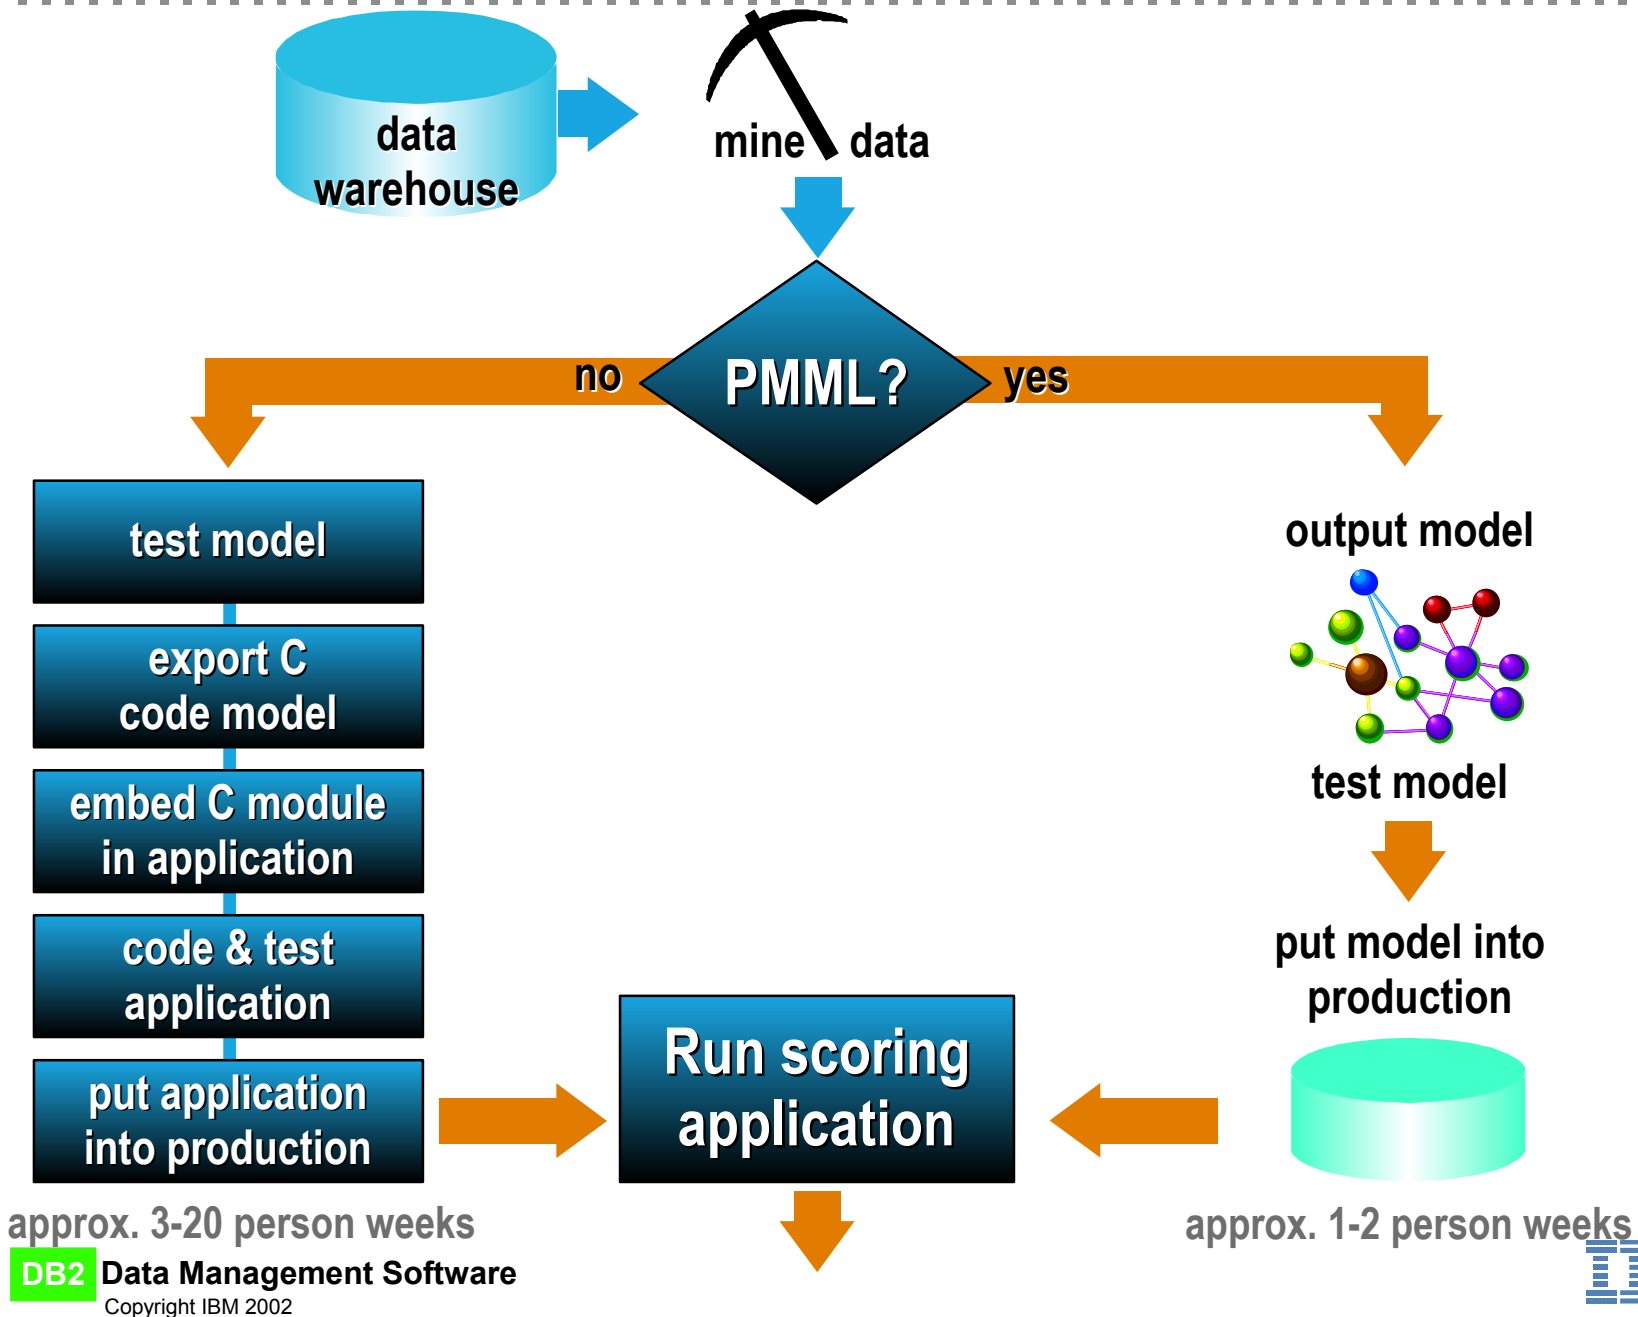 data
warehouse
mine data
PMML?
no
yes
test model
export C
code model
embed C module
in application
code & test
application
put application
into production
approx. 3-20 person weeks
output model
test model
put model into
production
approx. 1-2 person weeks
Run scoring
application
DB2 Data Management Software
Copyright IBM 2002